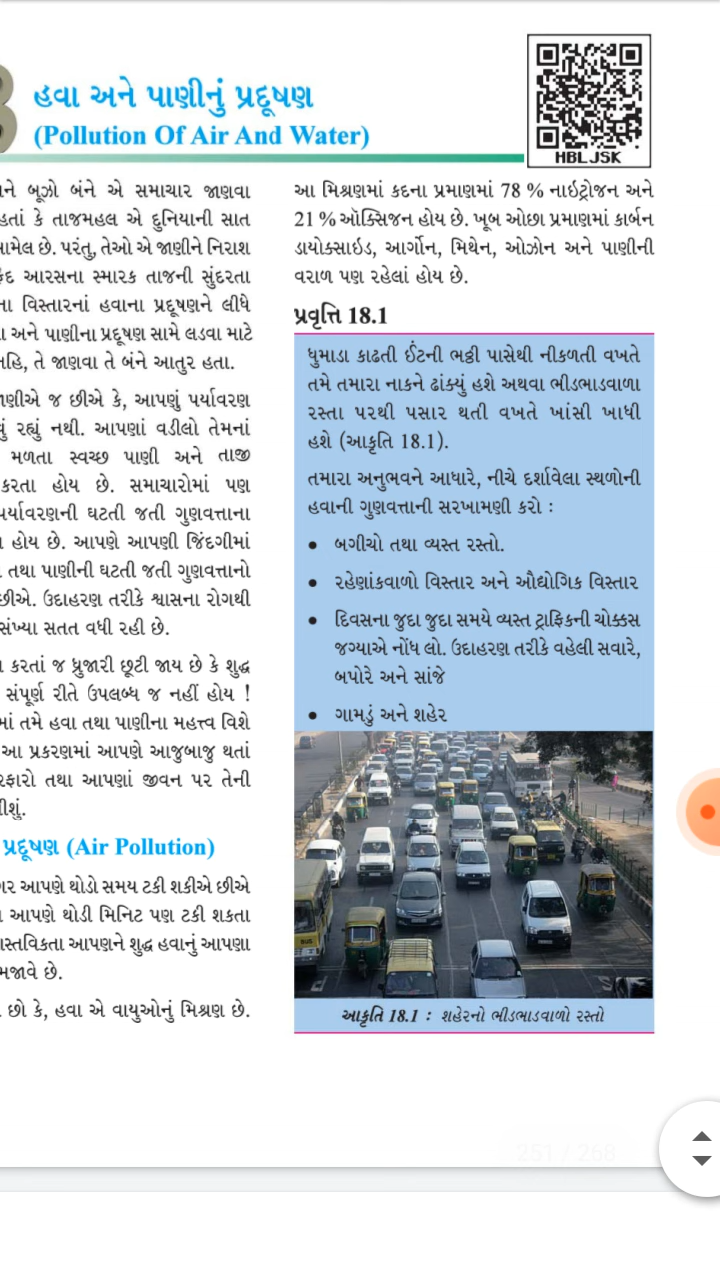 હવા અને પાણીનું પ્રદૂષણ
(Pollution Of Air And Water)
HBLJSK
બૂઝો બંને એ સમાચાર જાણવા
કે તાજમહલ એ દુનિયાની સાત
છે. પરંતુ, તેઓ એ જાણીને નિરાશ
આરસના સ્મારક તાજની સુંદરતા
વિસ્તારનાં હવાના પ્રદૂષણને લીધે
અને પાણીના પ્રદૂષણ સામે લડવા માટે
તે જાણવા તે બંને આતુર હતા.
જ છીએ કે, આપણું પર્યાવરણ
રહ્યું નથી. આપણાં વડીલો તેમનાં
મળતા સ્વચ્છ પાણી અને તાજી
કરતા હોય છે. સમાચારોમાં પણ
પર્યાવરણની ઘટતી જતી ગુણવત્તાના
હોય છે. આપણે આપણી જિંદગીમાં
તથા પાણીની ઘટતી જતી ગુણવત્તાનો
છીએ. ઉદાહરણ તરીકે શ્વાસના રોગથી
સંખ્યા સતત વધી રહી છે.
કરતાં જ ધ્રુજારી છૂટી જાય છે કે શુદ્ધ
સંપૂર્ણ રીતે ઉપલબ્ધ જ નહીં હોય !
તમે હવા તથા પાણીના મહત્ત્વ વિશે
આ પ્રકરણમાં આપણે આજુબાજુ થતાં
તથા આપણાં જીવન પર તેની
પ્રદૂષણ (Air Pollution)
આપણે થોડો સમય ટકી શકીએ છીએ
આપણે થોડી મિનિટ પણ ટકી શકતા
આપણને શુદ્ધ હવાનું આપણા
છે.
છો કે, હવા એ વાયુઓનું મિશ્રણ છે.
આ મિશ્રણમાં કદના પ્રમાણમાં 78 % નાઇટ્રોજન અને
21 % ઑક્સિજન હોય છે. ખૂબ ઓછા પ્રમાણમાં કાર્બન
ડાયોક્સાઇડ, આર્ગોન, મિથેન, ઓઝોન અને પાણીની
વરાળ પણ રહેલાં હોય છે.
પ્રવૃત્તિ 18.1
ધુમાડા કાઢતી ઈંટની ભઠ્ઠી પાસેથી નીકળતી વખતે
તમે તમારા નાકને ઢાંક્યું હશે અથવા ભીડભાડવાળા
રસ્તા પરથી પસાર થતી વખતે ખાંસી ખાધી
હશે (આકૃતિ 18.1).
તમારા અનુભવને આધારે, નીચે દર્શાવેલા સ્થળોની
હવાની ગુણવત્તાની સરખામણી કરો :
• બગીચો તથા વ્યસ્ત રસ્તો.
• રહેણાંકવાળો વિસ્તાર અને ઔદ્યોગિક વિસ્તાર
• દિવસના જુદા જુદા સમયે વ્યસ્ત ટ્રાફિકની ચોક્કસ
જગ્યાએ નોંધ લો. ઉદાહરણ તરીકે વહેલી સવારે,
બપોરે અને સાંજે
• ગામડું અને શહેર
આકૃતિ 18.1 : શહેરનો ભીડભાડવાળો રસ્તો
251 / 268